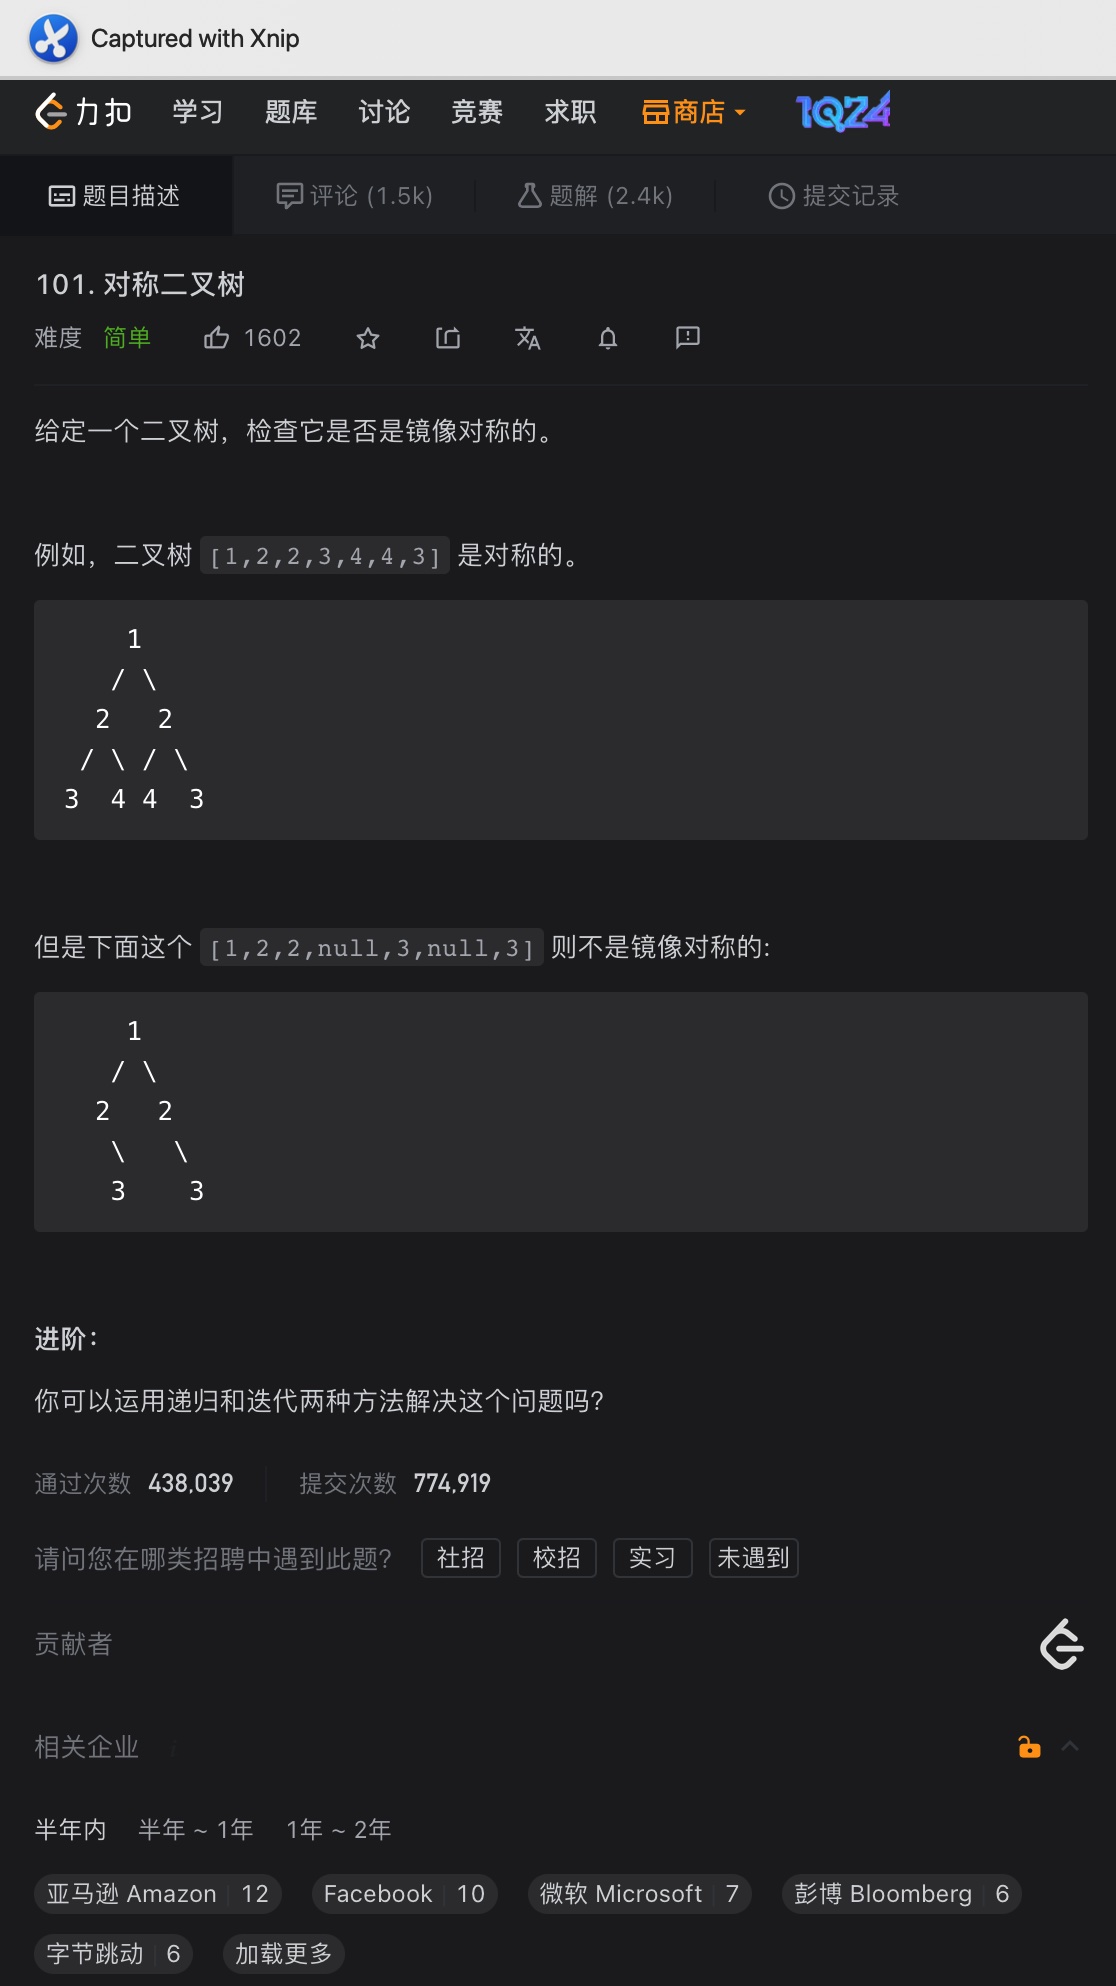 Captured with Xnip
力扣 学习 题库 讨论 竞赛 求职 商店 1024
题目描述 评论 (1.5k) 题解 (2.4k) 提交记录
101. 对称二叉树
难度 简单 1602
给定一个二叉树，检查它是否是镜像对称的。
例如，二叉树 [1,2,2,3,4,4,3] 是对称的。
    1
   / \
  2   2
 / \ / \
3  4 4  3
但是下面这个 [1,2,2,null,3,null,3] 则不是镜像对称的:
    1
   / \
  2   2
   \   \
   3    3
进阶：
你可以运用递归和迭代两种方法解决这个问题吗?
通过次数 438,039 提交次数 774,919
请问您在哪类招聘中遇到此题? 社招 校招 实习 未遇到
贡献者
相关企业 i
半年内 半年 ~ 1年 1年 ~ 2年
亚马逊 Amazon 12 Facebook 10 微软 Microsoft 7 彭博 Bloomberg 6
字节跳动 6 加载更多